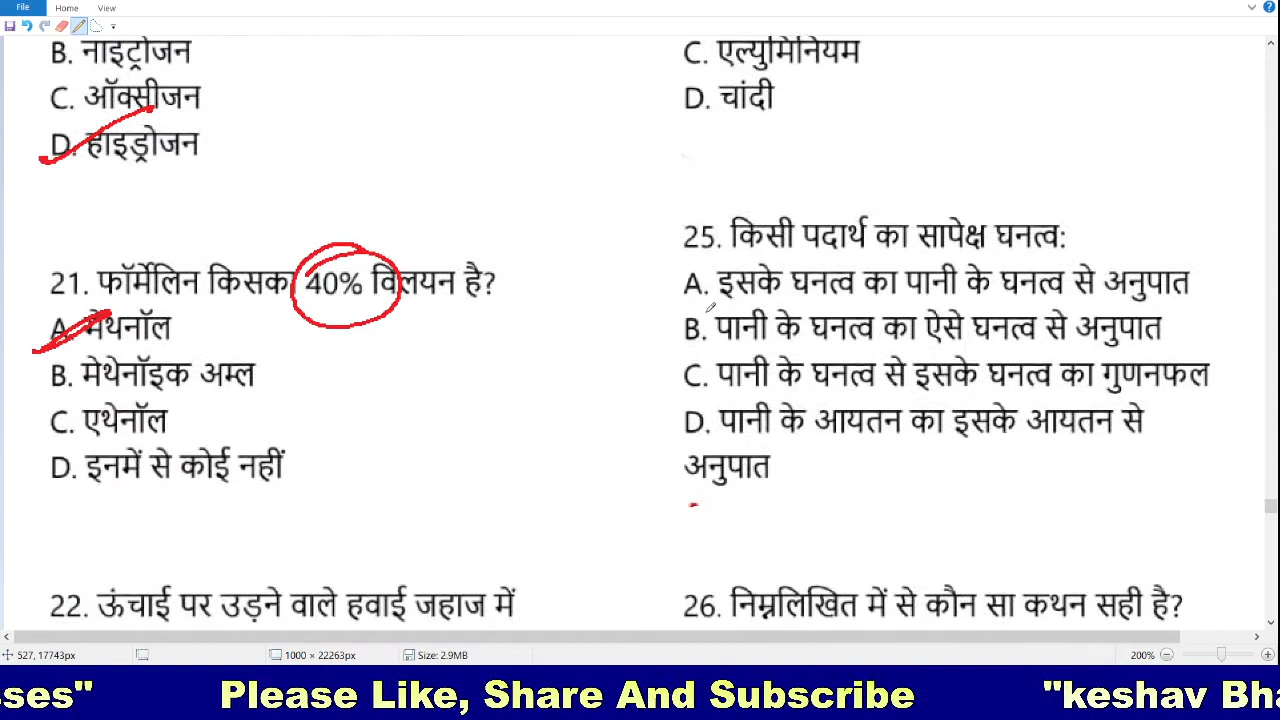 File
Home
View
B. नाइट्रोजन
C. ऑक्सीजन
D. हाइड्रोजन
21. फॉर्मेलिन किसका 40% विलयन है?
A. मेथनॉल
B. मेथेनॉइक अम्ल
C. एथेनॉल
D. इनमें से कोई नहीं
22. ऊंचाई पर उड़ने वाले हवाई जहाज में
C. एल्युमिनियम
D. चांदी
25. किसी पदार्थ का सापेक्ष घनत्व:
A. इसके घनत्व का पानी के घनत्व से अनुपात
B. पानी के घनत्व का ऐसे घनत्व से अनुपात
C. पानी के घनत्व से इसके घनत्व का गुणनफल
D. पानी के आयतन का इसके आयतन से
अनुपात
26. निम्नलिखित में से कौन सा कथन सही है?
527, 17743px
1000 × 22263px
Size: 2.9MB
200%
sses" Please Like, Share And Subscribe "keshav Bha